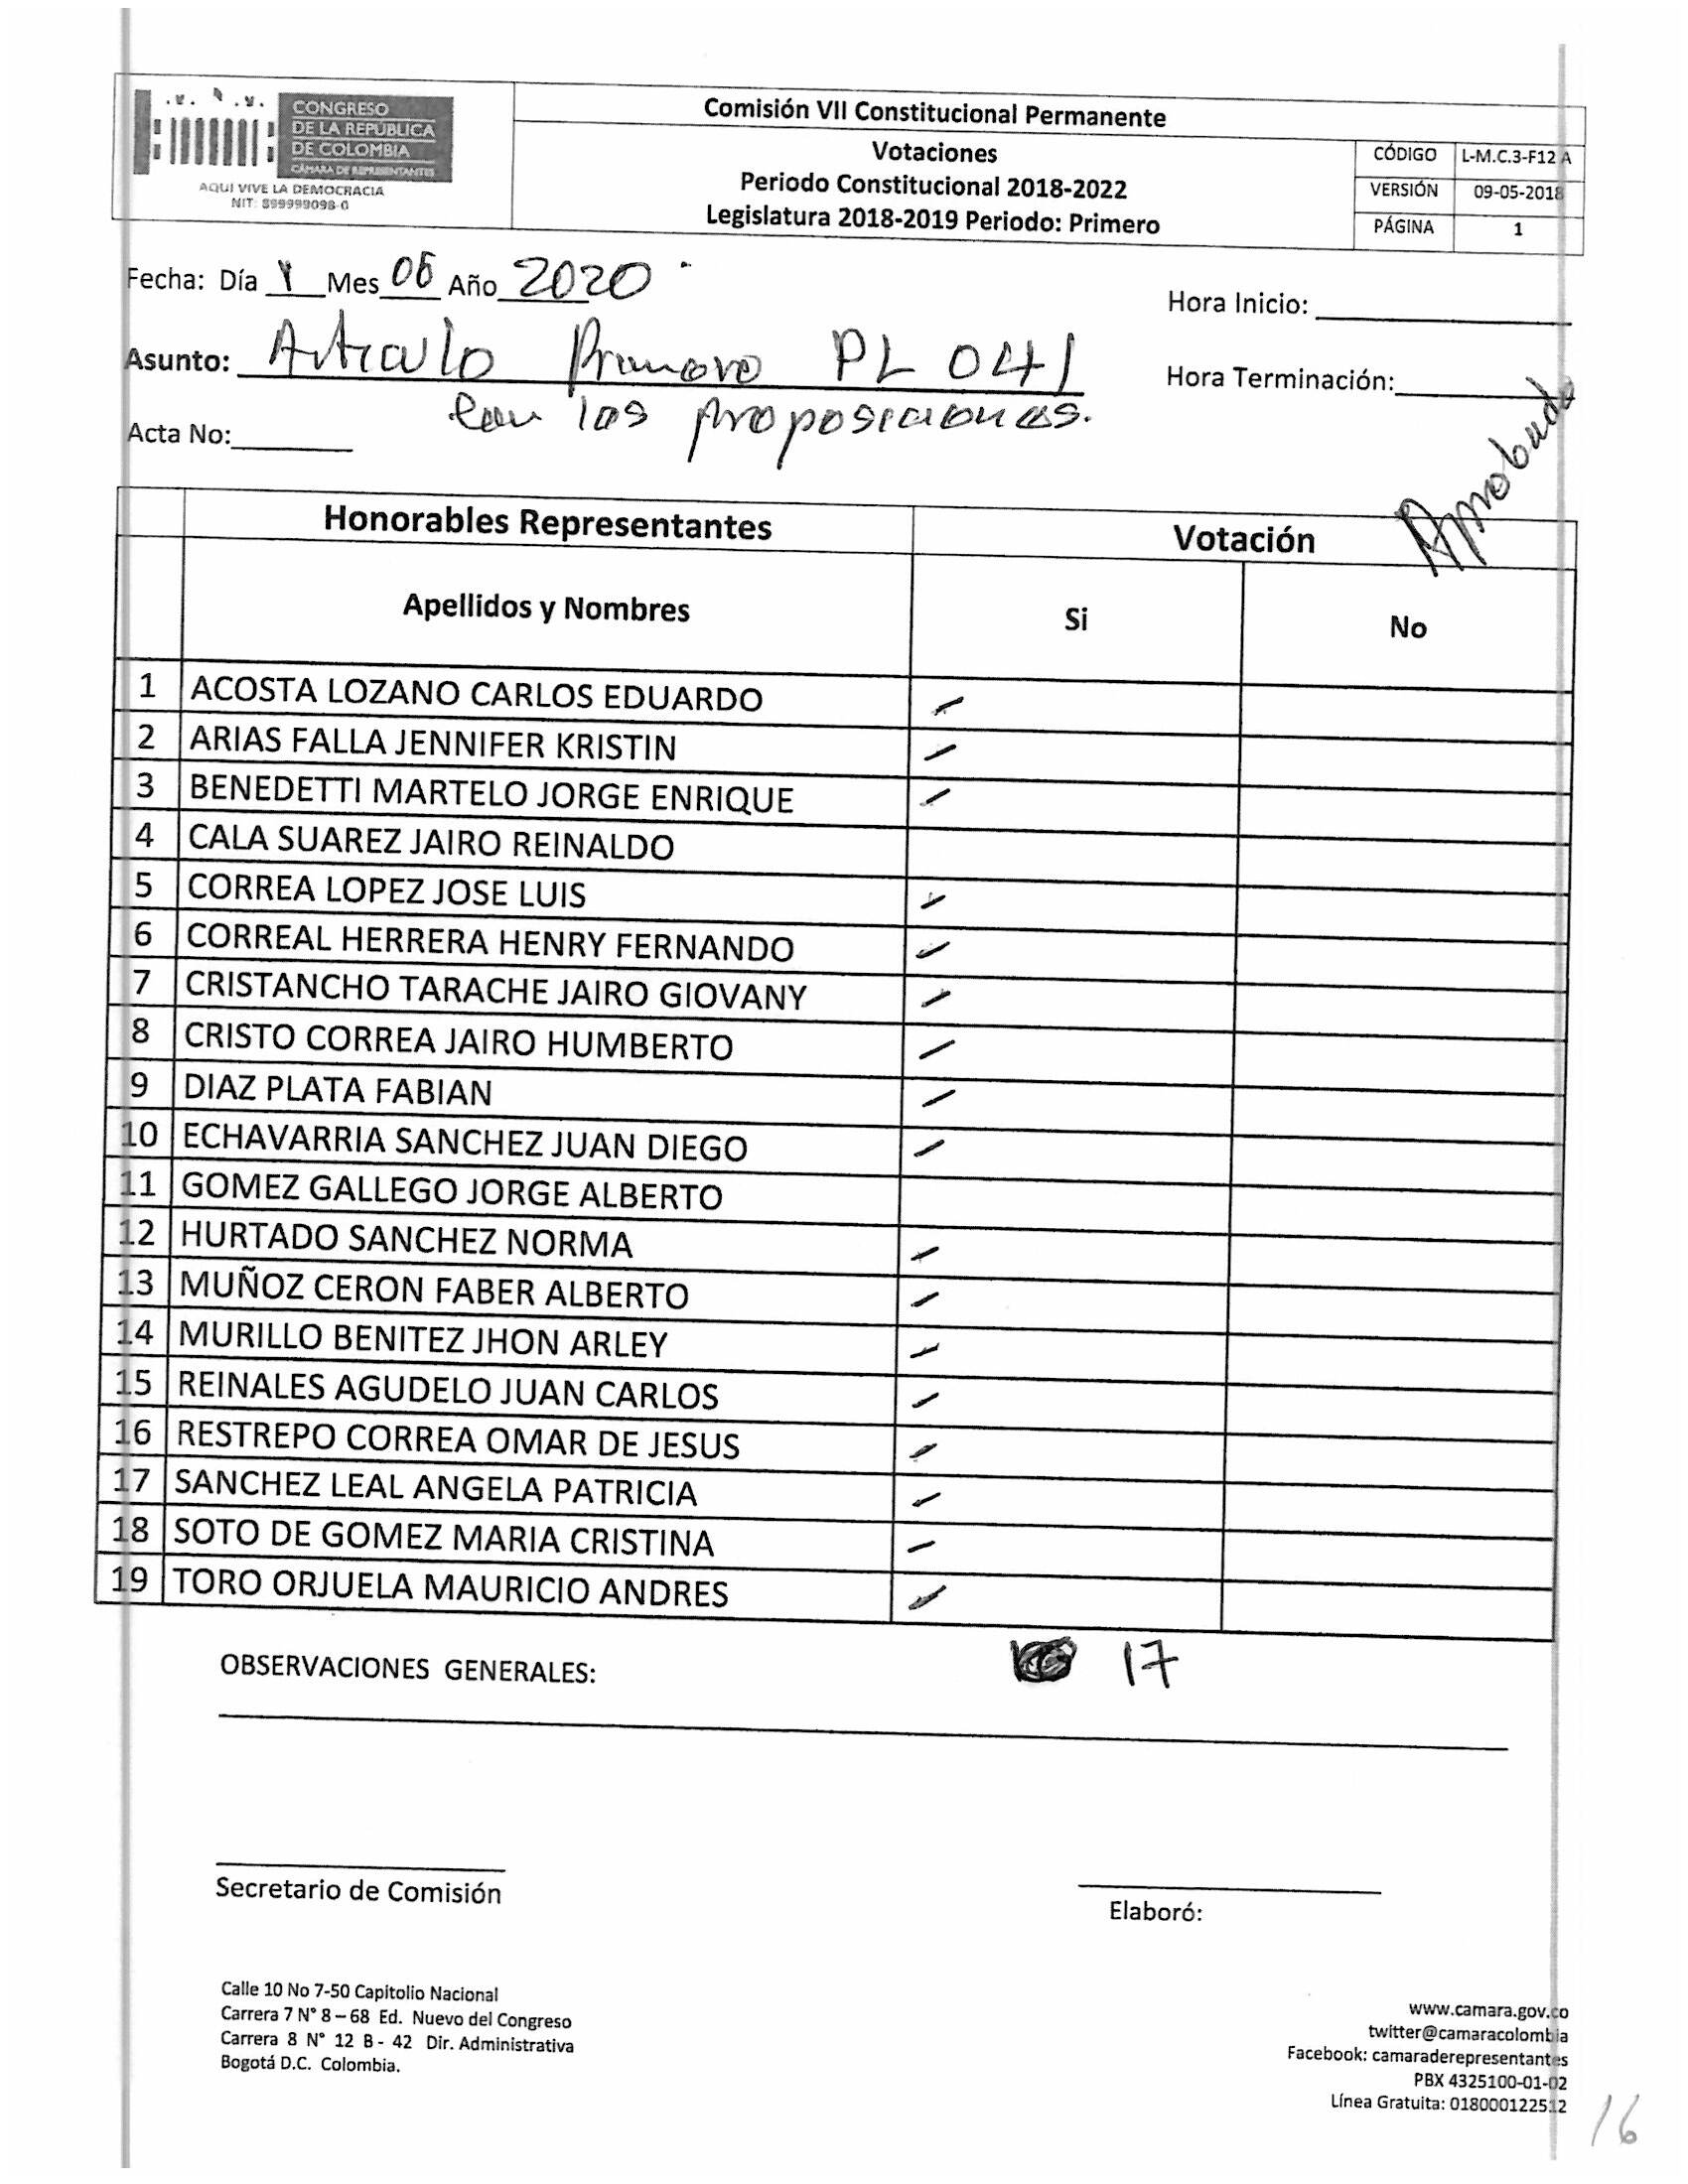 CONGRESO
DE LA REPÚBLICA
DE COLOMBIA
CÁMARA DE REPRESENTANTES
AQUI VIVE LA DEMOCRACIA
NIT: 899999098-0
Comisión VII Constitucional Permanente
Votaciones
Periodo Constitucional 2018-2022
Legislatura 2018-2019 Periodo: Primero
CÓDIGO L-M.C.3-F12 A
VERSIÓN 09-05-2018
PÁGINA 1
Fecha: Día Mes 06 Año 2020
Hora Inicio:
Asunto: Articulo Primero PL 041
Hora Terminación:
con las proposiciones.
Acta No:
Aprobado
Honorables Representantes Votación
Apellidos y Nombres Si No
1 ACOSTA LOZANO CARLOS EDUARDO
2 ARIAS FALLA JENNIFER KRISTIN
3 BENEDETTI MARTELO JORGE ENRIQUE
4 CALA SUAREZ JAIRO REINALDO
5 CORREA LOPEZ JOSE LUIS
6 CORREAL HERRERA HENRY FERNANDO
7 CRISTANCHO TARACHE JAIRO GIOVANY
8 CRISTO CORREA JAIRO HUMBERTO
9 DIAZ PLATA FABIAN
10 ECHAVARRIA SANCHEZ JUAN DIEGO
11 GOMEZ GALLEGO JORGE ALBERTO
12 HURTADO SANCHEZ NORMA
13 MUÑOZ CERON FABER ALBERTO
14 MURILLO BENITEZ JHON ARLEY
15 REINALES AGUDELO JUAN CARLOS
16 RESTREPO CORREA OMAR DE JESUS
17 SANCHEZ LEAL ANGELA PATRICIA
18 SOTO DE GOMEZ MARIA CRISTINA
19 TORO ORJUELA MAURICIO ANDRES
17
OBSERVACIONES GENERALES:
Secretario de Comisión
Elaboró:
Calle 10 No 7-50 Capitolio Nacional
Carrera 7 N° 8 – 68 Ed. Nuevo del Congreso
Carrera 8 N° 12 B - 42 Dir. Administrativa
Bogotá D.C. Colombia.
www.camara.gov.co
twitter@camaracolombia
Facebook: camaraderepresentantes
PBX 4325100-01-02
Línea Gratuita: 018000122512
16